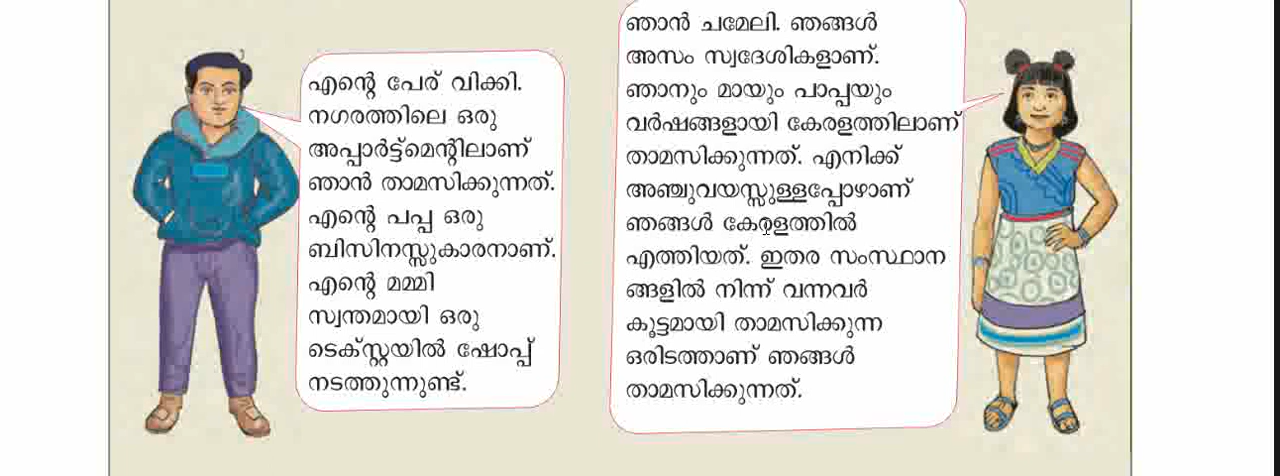 എന്റെ പേര് വിക്കി.
നഗരത്തിലെ ഒരു
അപ്പാർട്ട്മെന്റിലാണ്
ഞാൻ താമസിക്കുന്നത്.
എന്റെ പപ്പ ഒരു
ബിസിനസ്സുകാരനാണ്.
എന്റെ മമ്മി
സ്വന്തമായി ഒരു
ടെക്സ്റ്റയിൽ ഷോപ്പ്
നടത്തുന്നുണ്ട്.
ഞാൻ ചമേലി. ഞങ്ങൾ
അസം സ്വദേശികളാണ്.
ഞാനും മായും പാപ്പയും
വർഷങ്ങളായി കേരളത്തിലാണ്
താമസിക്കുന്നത്. എനിക്ക്
അഞ്ചുവയസ്സുള്ളപ്പോഴാണ്
ഞങ്ങൾ കേരളത്തിൽ
എത്തിയത്. ഇതര സംസ്ഥാന
ങ്ങളിൽ നിന്ന് വന്നവർ
കൂട്ടമായി താമസിക്കുന്ന
ഒരിടത്താണ് ഞങ്ങൾ
താമസിക്കുന്നത്.